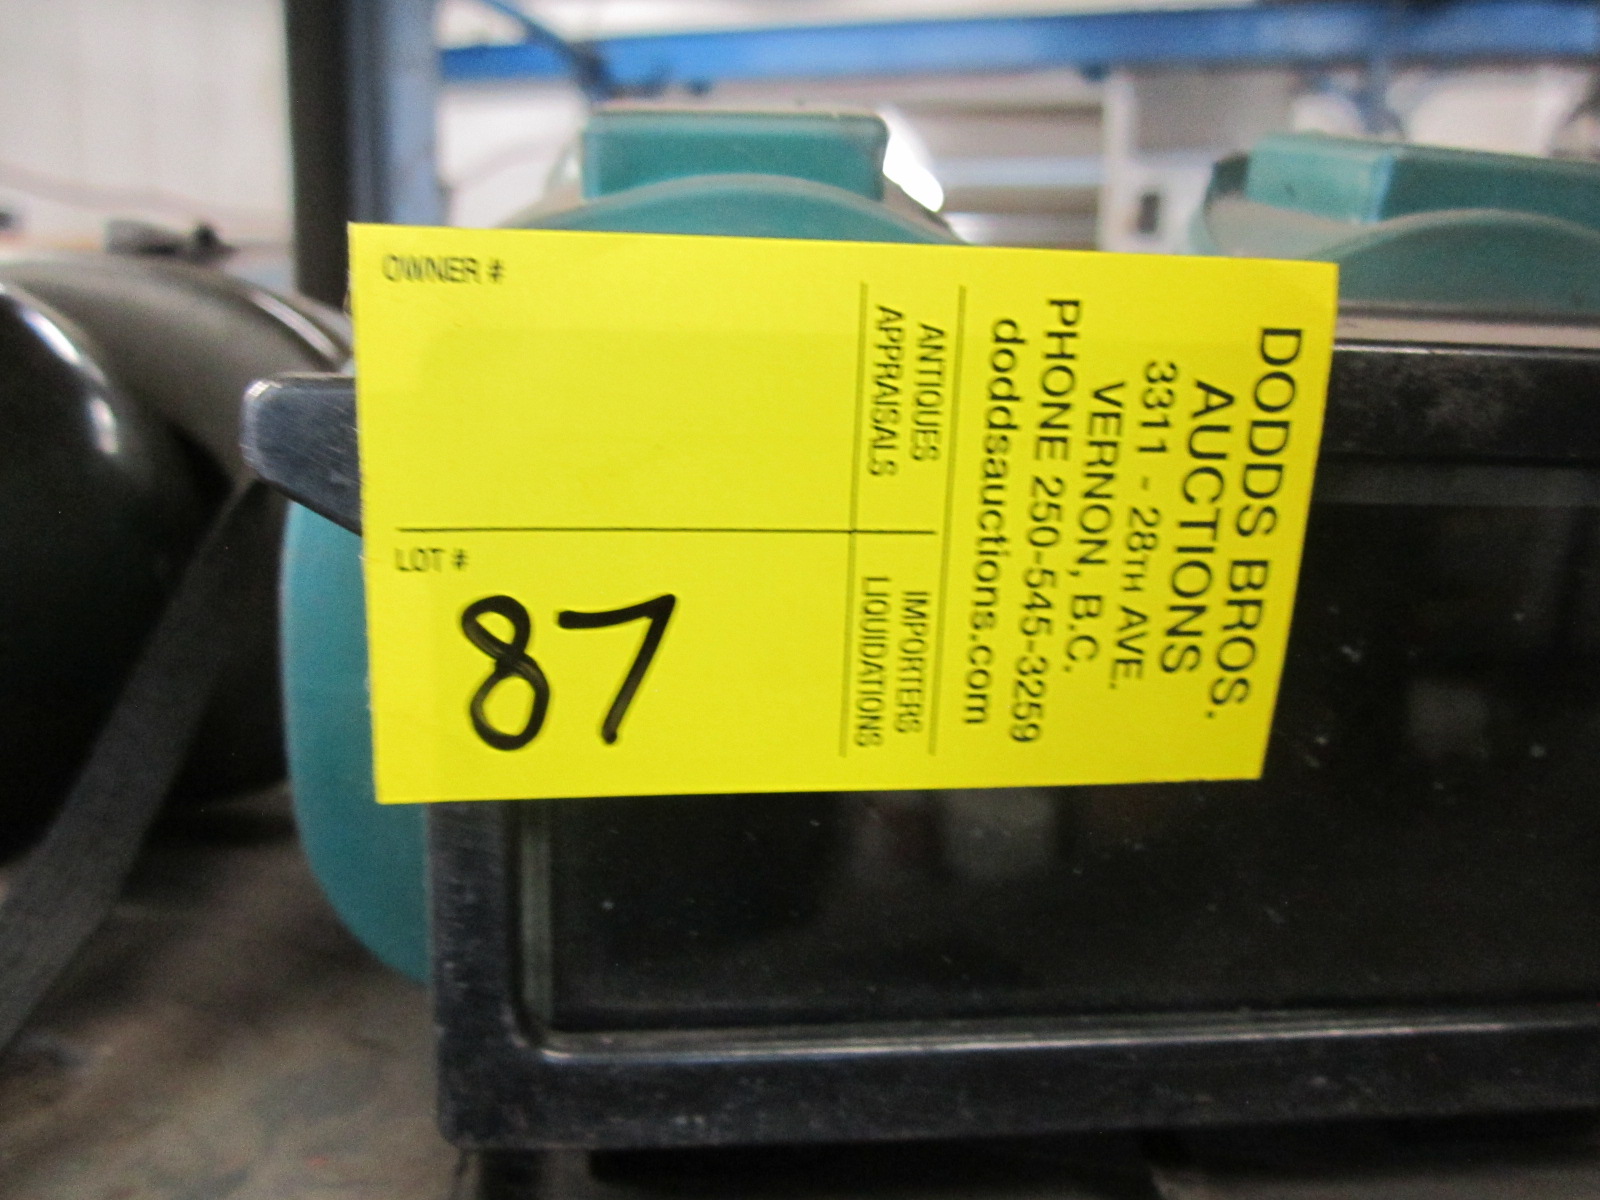 OWNER #
LOT #
87
DODDS BROS.
AUCTIONS
3311 - 28TH AVE.
VERNON, B.C.
PHONE 250-545-3259
doddsauctions.com
ANTIQUES IMPORTERS
APPRAISALS LIQUIDATIONS